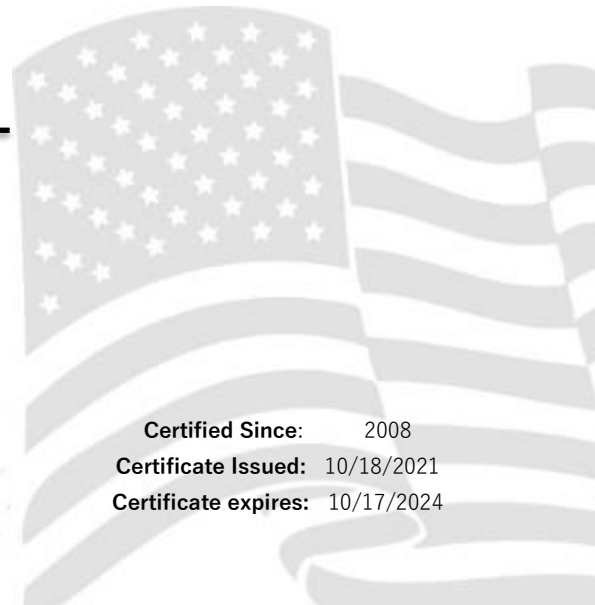 Certified Since: 2008
Certificate Issued: 10/18/2021
Certificate expires: 10/17/2024